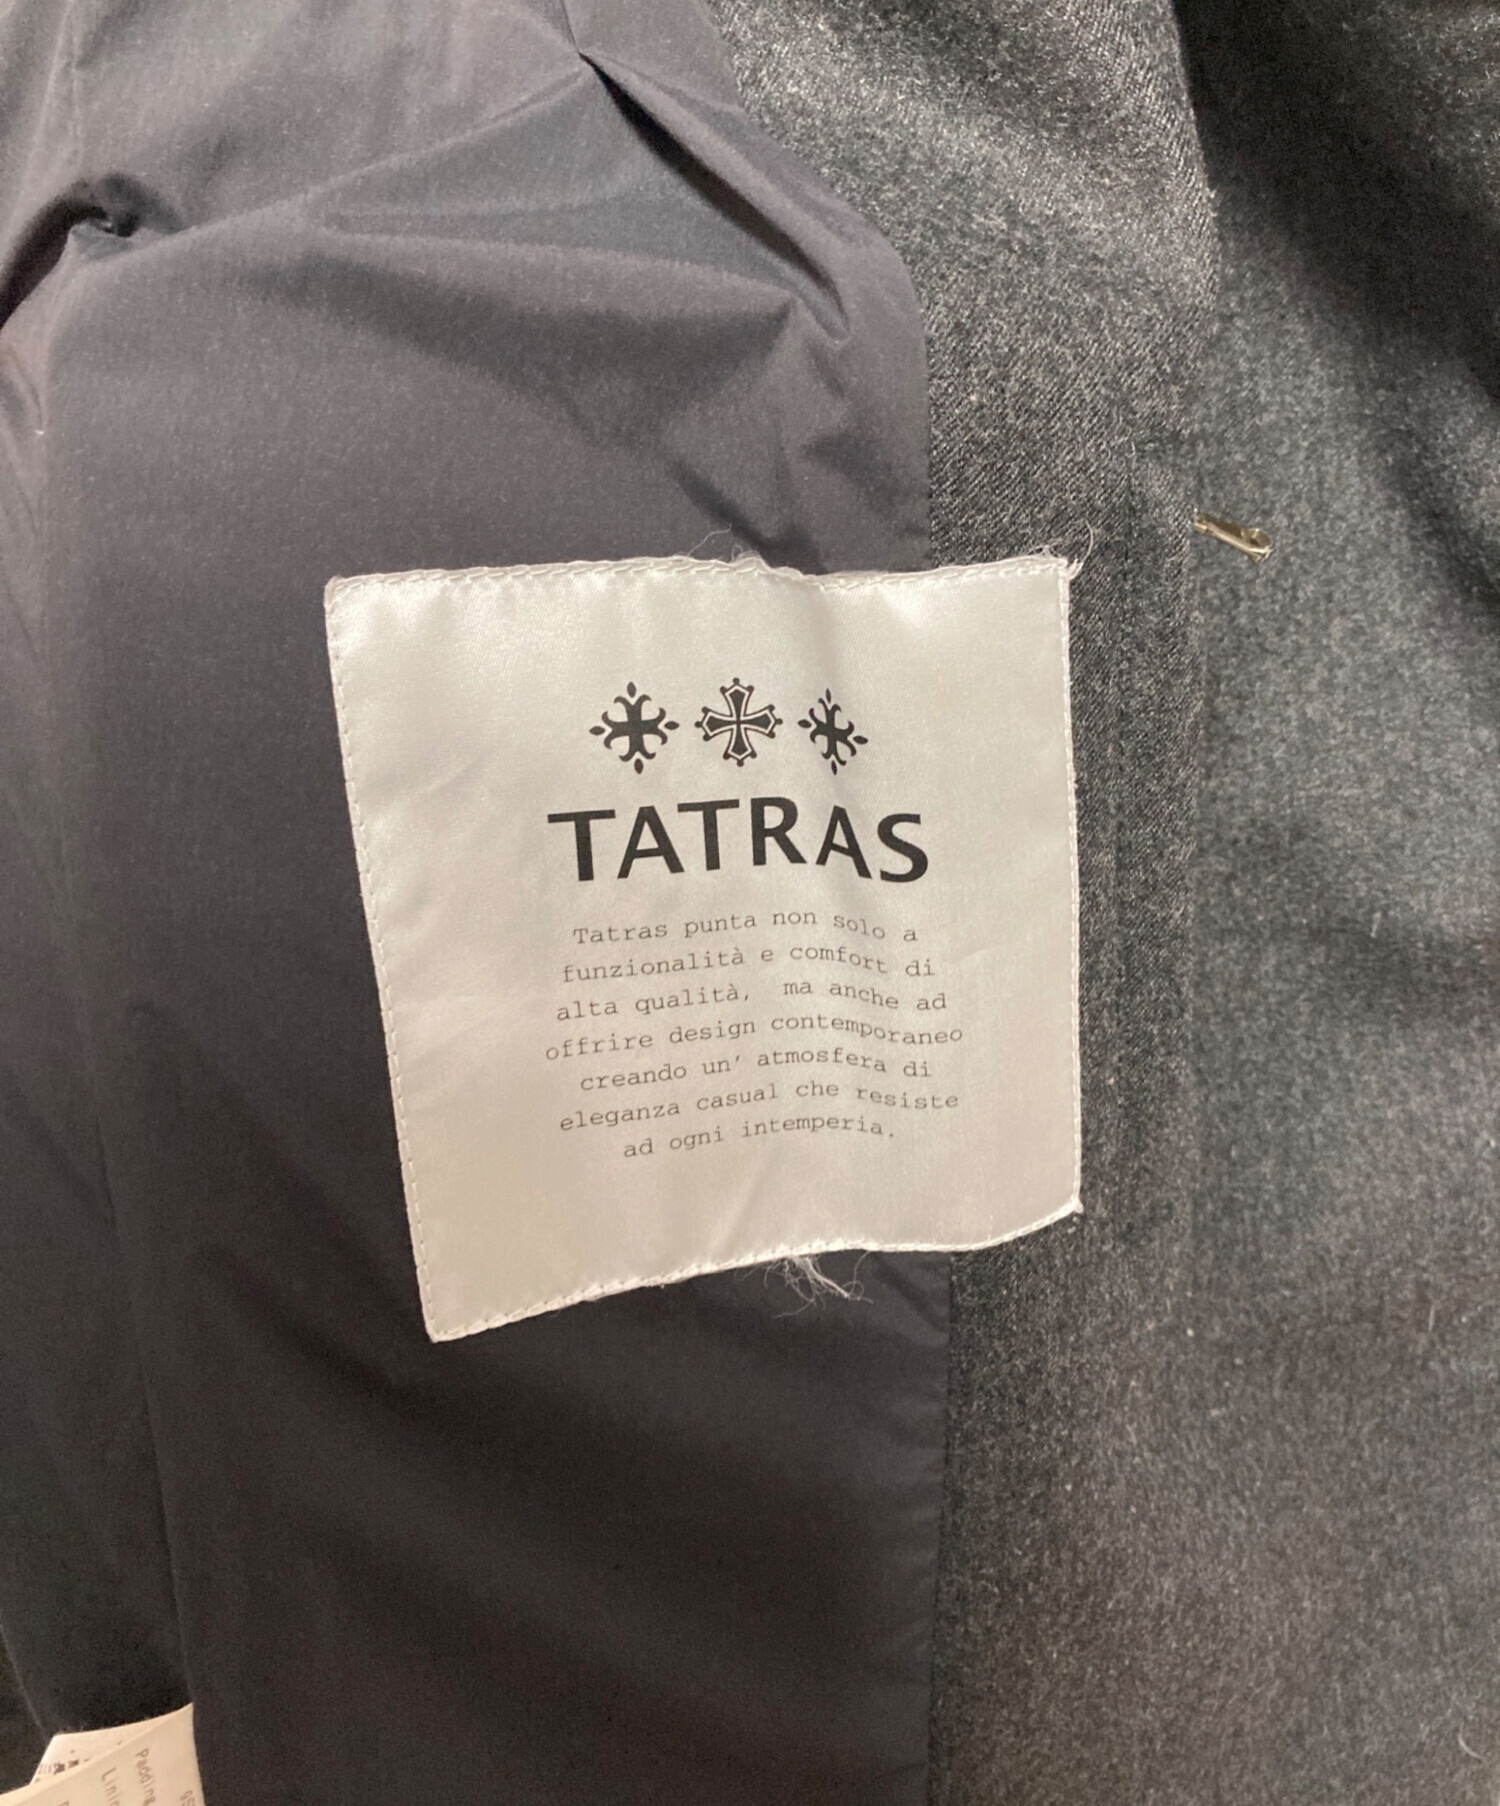 TATRAS
Tatras punta non solo a
funzionalità e comfort di
alta qualità, ma anche ad
offrire design contemporaneo
creando un' atmosfera di
eleganza casual che resiste
ad ogni intemperia.
Padding